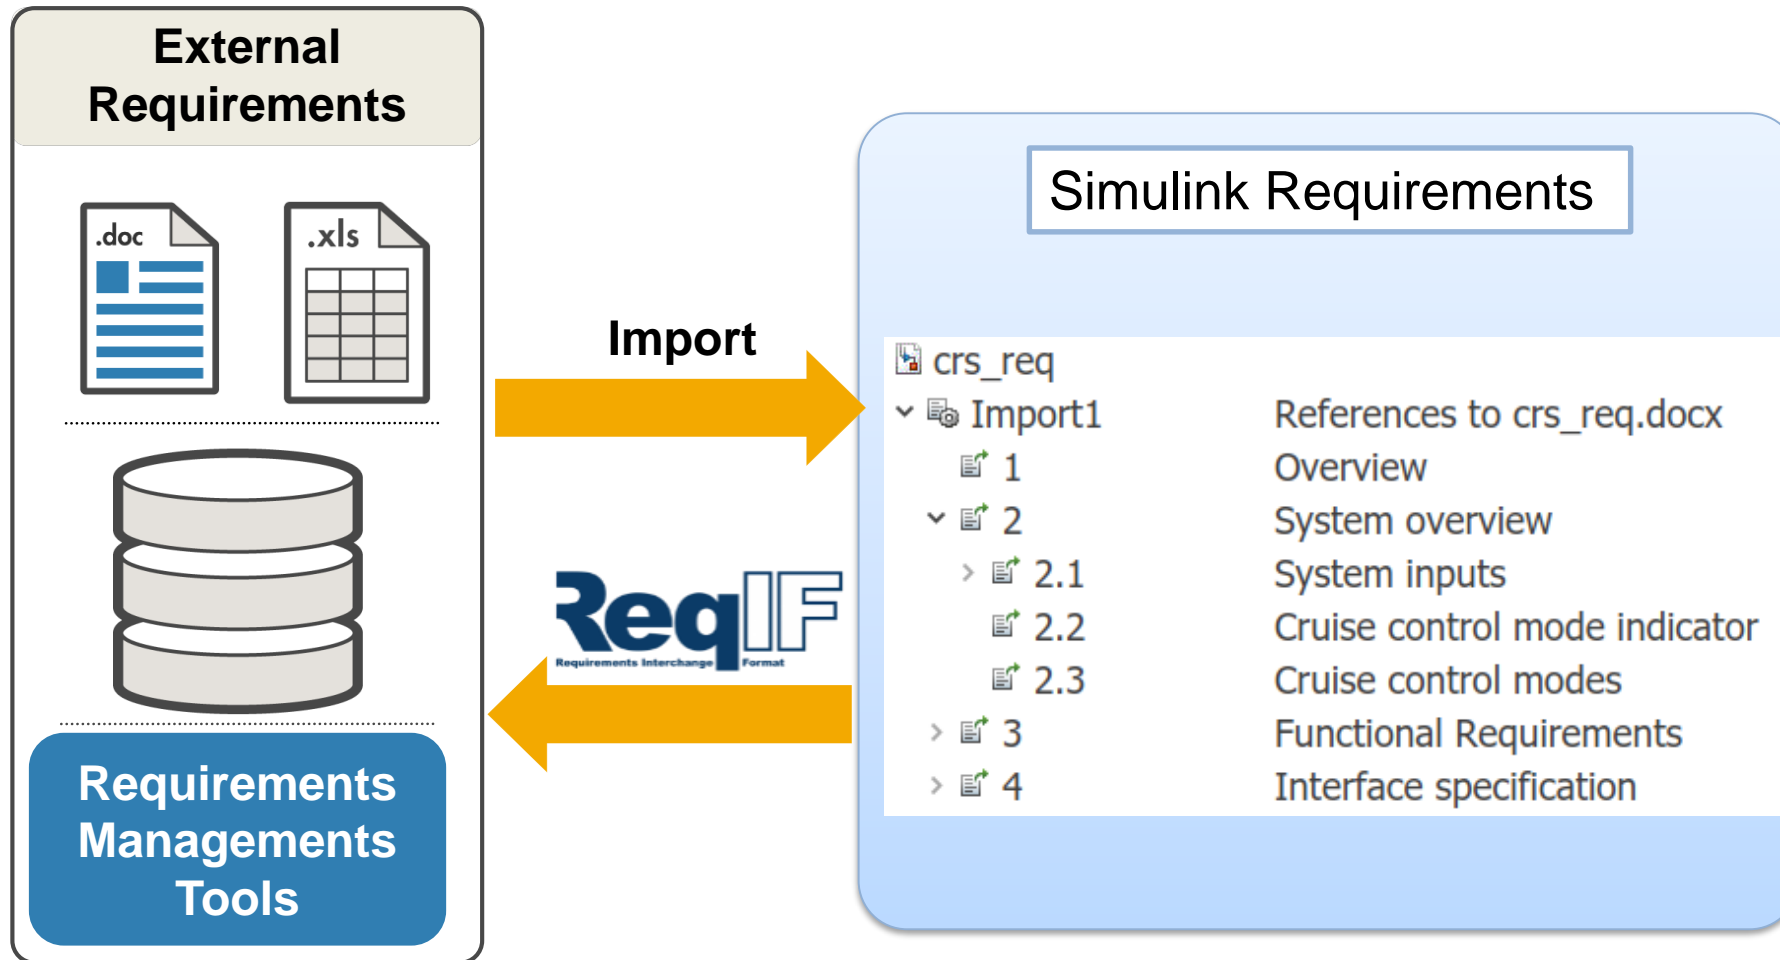 External
Requirements
.doc
.xls
Requirements
Managements
Tools
Import
ReqIF
Requirements Interchange Format
Simulink Requirements
crs_req
Import1 References to crs_req.docx
1 Overview
2 System overview
2.1 System inputs
2.2 Cruise control mode indicator
2.3 Cruise control modes
3 Functional Requirements
4 Interface specification